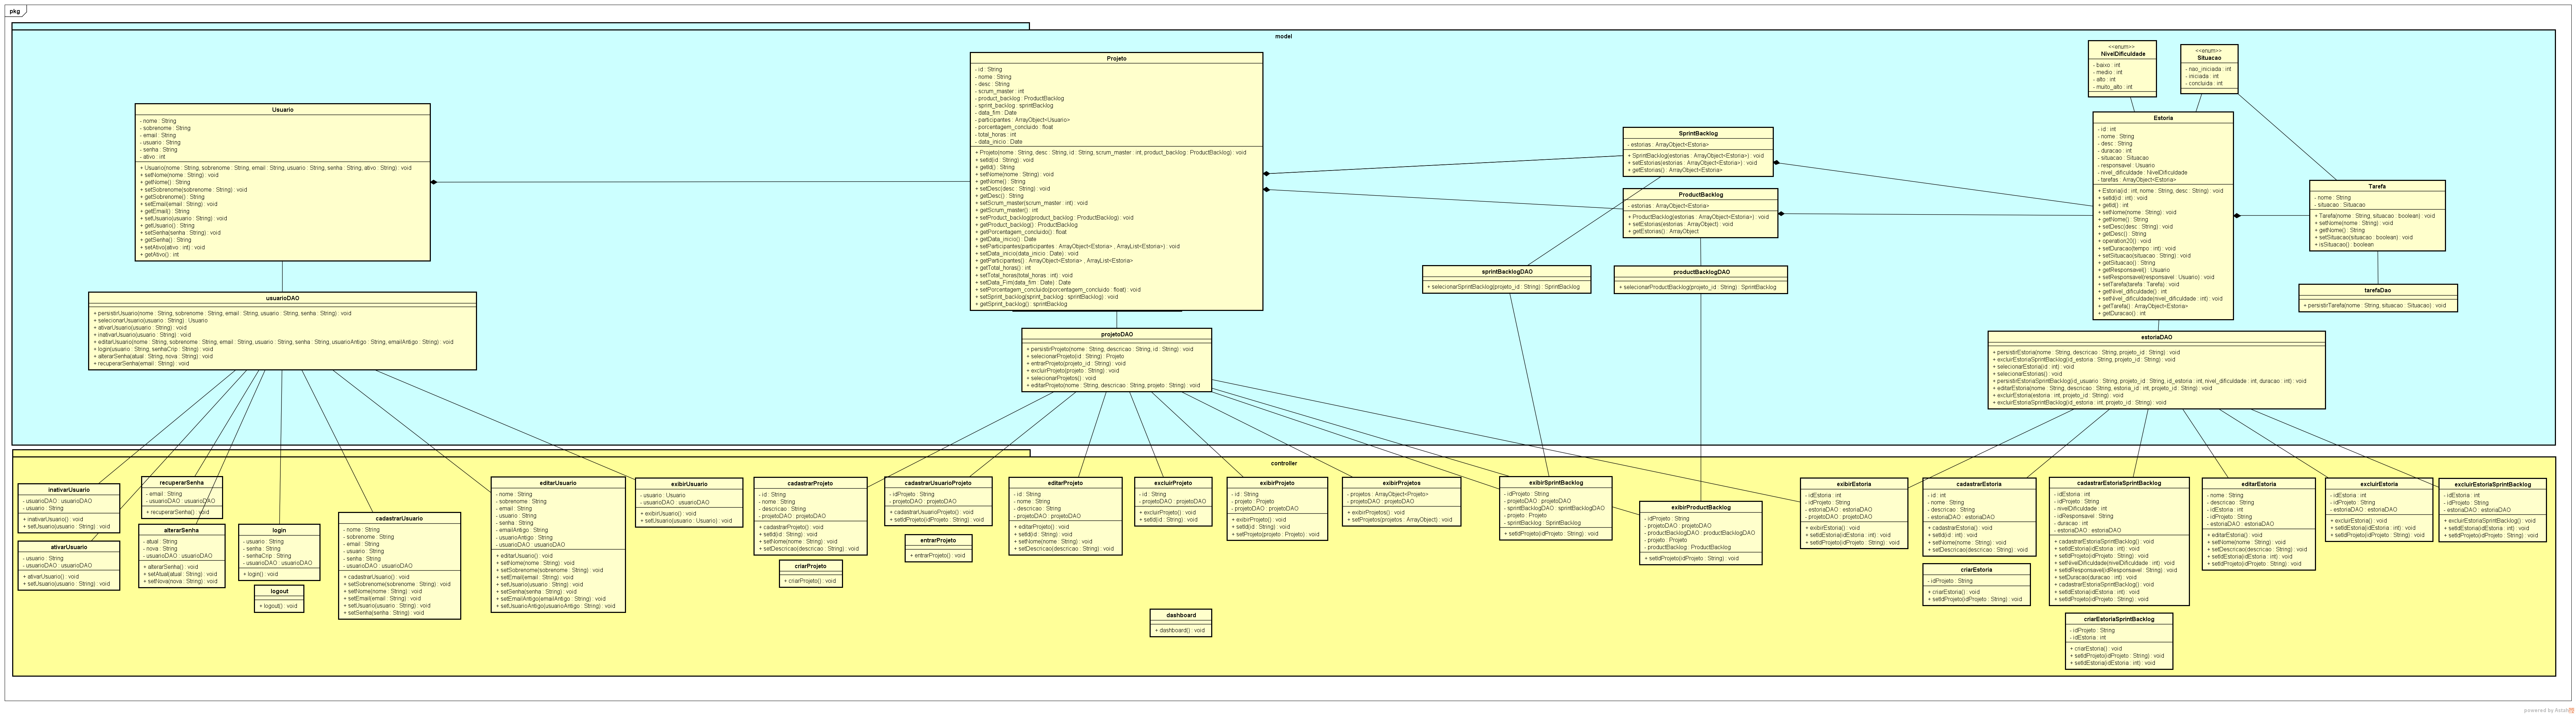 pkg
model
Projeto
- id : String
- nome : String
- desc : String
- scrum_master : int
- product_backlog : ProductBacklog
- sprint_backlog : sprintBacklog
- data_fim : Date
- participantes : ArrayObject<Usuario>
- porcentagem_concluido : float
- total_horas : int
- data_inicio : Date
+ Projeto(nome : String, desc : String, id : String, scrum_master : int, product_backlog : ProductBacklog) : void
+ setId(id : String) : void
+ getId() : String
+ setNome(nome : String) : void
+ getNome() : String
+ setDesc(desc : String) : void
+ getDesc() : String
+ setScrum_master(scrum_master : int) : void
+ getScrum_master() : int
+ setProduct_backlog(product_backlog : ProductBacklog) : void
+ getProduct_backlog() : ProductBacklog
+ getPorcentagem_concluido() : float
+ getData_inicio() : Date
+ setParticipantes(participantes : ArrayObject<Estoria> , ArrayList<Estoria>) : void
+ setData_inicio(data_inicio : Date) : void
+ getParticipantes() : ArrayObject<Estoria> , ArrayList<Estoria>
+ getTotal_horas() : int
+ setTotal_horas(total_horas : int) : void
+ setData_Fim(data_fim : Date) : Date
+ setPorcentagem_concluido(porcentagem_concluido : float) : void
+ setSprint_backlog(sprint_backlog : sprintBacklog) : void
+ getSprint_backlog() : sprintBacklog
<<enum>>
NivelDificuldade
- baixo : int
- medio : int
- alto : int
- muito_alto : int
<<enum>>
Situacao
- nao_iniciada : int
- iniciada : int
- concluida : int
Usuario
- nome : String
- sobrenome : String
- email : String
- usuario : String
- senha : String
- ativo : int
+ Usuario(nome : String, sobrenome : String, email : String, usuario : String, senha : String, ativo : String) : void
+ setNome(nome : String) : void
+ getNome() : String
+ setSobrenome(sobrenome : String) : void
+ getSobrenome() : String
+ setEmail(email : String) : void
+ getEmail() : String
+ setUsuario(usuario : String) : void
+ getUsuario() : String
+ setSenha(senha : String) : void
+ getSenha() : String
+ setAtivo(ativo : int) : void
+ getAtivo() : int
SprintBacklog
- estorias : ArrayObject<Estoria>
+ SprintBacklog(estorias : ArrayObject<Estoria>) : void
+ setEstorias(estorias : ArrayObject<Estoria>) : void
+ getEstorias() : ArrayObject<Estoria>
ProductBacklog
- estorias : ArrayObject<Estoria>
+ ProductBacklog(estorias : ArrayObject<Estoria>) : void
+ setEstorias(estorias : ArrayObject) : void
+ getEstorias() : ArrayObject
Estoria
- id : int
- nome : String
- desc : String
- duracao : int
- situacao : Situacao
- responsavel : Usuario
- nivel_dificuldade : NivelDificuldade
- tarefas : ArrayObject<Estoria>
+ Estoria(id : int, nome : String, desc : String) : void
+ setId(id : int) : void
+ getId() : int
+ setNome(nome : String) : void
+ getNome() : String
+ setDesc(desc : String) : void
+ getDesc() : String
+ operation20() : void
+ setDuracao(tempo : int) : void
+ setSituacao(situacao : String) : void
+ getSituacao() : String
+ getResponsavel() : Usuario
+ setResponsavel(responsavel : Usuario) : void
+ setTarefa(tarefa : Tarefa) : void
+ getNivel_dificuldade() : int
+ setNivel_dificuldade(nivel_dificuldade : int) : void
+ getTarefa() : ArrayObject<Estoria>
+ getDuracao() : int
Tarefa
- nome : String
- situacao : Situacao
+ Tarefa(nome : String, situacao : boolean) : void
+ setNome(nome : String) : void
+ getNome() : String
+ setSituacao(situacao : boolean) : void
+ isSituacao() : boolean
sprintBacklogDAO
+ selecionarSprintBacklog(projeto_id : String) : SprintBacklog
productBacklogDAO
+ selecionarProductBacklog(projeto_id : String) : SprintBacklog
tarefaDao
+ persistirTarefa(nome : String, situacao : Situacao) : void
usuarioDAO
+ persistirUsuario(nome : String, sobrenome : String, email : String, usuario : String, senha : String) : void
+ selecionarUsuario(usuario : String) : Usuario
+ ativarUsuario(usuario : String) : void
+ inativarUsuario(usuario : String) : void
+ editarUsuario(nome : String, sobrenome : String, email : String, usuario : String, senha : String, usuarioAntigo : String, emailAntigo : String) : void
+ login(usuario : String, senhaCrip : String) : void
+ alterarSenha(atual : String, nova : String) : void
+ recuperarSenha(email : String) : void
projetoDAO
+ persistirProjeto(nome : String, descricao : String, id : String) : void
+ selecionarProjeto(id : String) : Projeto
+ entrarProjeto(projeto_id : String) : void
+ excluirProjeto(projeto : String) : void
+ selecionarProjetos() : void
+ editarProjeto(nome : String, descricao : String, projeto : String) : void
estoriaDAO
+ persistirEstoria(nome : String, descricao : String, projeto_id : String) : void
+ excluirEstoriaSprintBacklog(id_estoria : String, projeto_id : String) : void
+ selecionarEstoria(id : int) : void
+ selecionarEstorias() : void
+ persistirEstoriaSprintBacklog(id_usuario : String, projeto_id : String, id_estoria : int, nivel_dificuldade : int, duracao : int) : void
+ editarEstoria(nome : String, descricao : String, estoria_id : int, projeto_id : String) : void
+ excluirEstoria(estoria : int, projeto_id : String) : void
+ excluirEstoriaSprintBacklog(id_estoria : int, projeto_id : String) : void
controller
inativarUsuario
- usuarioDAO : usuarioDAO
- usuario : String
+ inativarUsuario() : void
+ setUsuario(usuario : String) : void
ativarUsuario
- usuario : String
- usuarioDAO : usuarioDAO
+ ativarUsuario() : void
+ setUsuario(usuario : String) : void
recuperarSenha
- email : String
- usuarioDAO : usuarioDAO
+ recuperarSenha() : void
alterarSenha
- atual : String
- nova : String
- usuarioDAO : usuarioDAO
+ alterarSenha() : void
+ setAtual(atual : String) : void
+ setNova(nova : String) : void
login
- usuario : String
- senha : String
- senhaCrip : String
- usuarioDAO : usuarioDAO
+ login() : void
logout
+ logout() : void
cadastrarUsuario
- nome : String
- sobrenome : String
- email : String
- usuario : String
- senha : String
- usuarioDAO : usuarioDAO
+ cadastrarUsuario() : void
+ setSobrenome(sobrenome : String) : void
+ setNome(nome : String) : void
+ setEmail(email : String) : void
+ setUsuario(usuario : String) : void
+ setSenha(senha : String) : void
editarUsuario
- nome : String
- sobrenome : String
- email : String
- usuario : String
- senha : String
- emailAntigo : String
- usuarioAntigo : String
- usuarioDAO : usuarioDAO
+ editarUsuario() : void
+ setNome(nome : String) : void
+ setSobrenome(sobrenome : String) : void
+ setEmail(email : String) : void
+ setUsuario(usuario : String) : void
+ setSenha(senha : String) : void
+ setEmailAntigo(emailAntigo : String) : void
+ setUsuarioAntigo(usuarioAntigo : String) : void
exibirUsuario
- usuario : Usuario
- usuarioDAO : usuarioDAO
+ exibirUsuario() : void
+ setUsuario(usuario : Usuario) : void
cadastrarProjeto
- id : String
- nome : String
- descricao : String
- projetoDAO : projetoDAO
+ cadastrarProjeto() : void
+ setId(id : String) : void
+ setNome(nome : String) : void
+ setDescricao(descricao : String) : void
criarProjeto
+ criarProjeto() : void
cadastrarUsuarioProjeto
- idProjeto : String
- projetoDAO : projetoDAO
+ cadastrarUsuarioProjeto() : void
+ setIdProjeto(idProjeto : String) : void
entrarProjeto
+ entrarProjeto() : void
editarProjeto
- id : String
- nome : String
- descricao : String
- projetoDAO : projetoDAO
+ editarProjeto() : void
+ setId(id : String) : void
+ setNome(nome : String) : void
+ setDescricao(descricao : String) : void
excluirProjeto
- id : String
- projetoDAO : projetoDAO
+ excluirProjeto() : void
+ setId(id : String) : void
exibirProjeto
- id : String
- projeto : Projeto
- projetoDAO : projetoDAO
+ exibirProjeto() : void
+ setId(id : String) : void
+ setProjeto(projeto : Projeto) : void
exibirProjetos
- projetos : ArrayObject<Projeto>
- projetoDAO : projetoDAO
+ exibirProjetos() : void
+ setProjetos(projetos : ArrayObject) : void
exibirSprintBacklog
- idProjeto : String
- projetoDAO : projetoDAO
- sprintBacklogDAO : sprintBacklogDAO
- projeto : Projeto
- sprintBacklog : SprintBacklog
+ setIdProjeto(idProjeto : String) : void
exibirProductBacklog
- idProjeto : String
- projetoDAO : projetoDAO
- productBacklogDAO : productBacklogDAO
- projeto : Projeto
- productBacklog : ProductBacklog
+ setIdProjeto(idProjeto : String) : void
dashboard
+ dashboard() : void
exibirEstoria
- idEstoria : int
- idProjeto : String
- estoriaDAO : estoriaDAO
- projetoDAO : projetoDAO
+ exibirEstoria() : void
+ setIdEstoria(idEstoria : int) : void
+ setIdProjeto(idProjeto : String) : void
cadastrarEstoria
- id : int
- nome : String
- descricao : String
- estoriaDAO : estoriaDAO
+ cadastrarEstoria() : void
+ setId(id : int) : void
+ setNome(nome : String) : void
+ setDescricao(descricao : String) : void
criarEstoria
- idProjeto : String
+ criarEstoria() : void
+ setIdProjeto(idProjeto : String) : void
cadastrarEstoriaSprintBacklog
- idEstoria : int
- idProjeto : String
- nivelDificuldade : int
- idResponsavel : String
- duracao : int
- estoriaDAO : estoriaDAO
+ cadastrarEstoriaSprintBacklog() : void
+ setIdEstoria(idEstoria : int) : void
+ setIdProjeto(idProjeto : String) : void
+ setNivelDificuldade(nivelDificuldade : int) : void
+ setIdResponsavel(idResponsavel : String) : void
+ setDuracao(duracao : int) : void
+ cadastrarEstoriaSprintBacklog() : void
+ setIdEstoria(idEstoria : int) : void
+ setIdProjeto(idProjeto : String) : void
criarEstoriaSprintBacklog
- idProjeto : String
- idEstoria : int
+ criarEstoria() : void
+ setIdProjeto(idProjeto : String) : void
+ setIdEstoria(idEstoria : int) : void
editarEstoria
- nome : String
- descricao : String
- idEstoria : int
- idProjeto : String
- estoriaDAO : estoriaDAO
+ editarEstoria() : void
+ setNome(nome : String) : void
+ setDescricao(descricao : String) : void
+ setIdEstoria(idEstoria : int) : void
+ setIdProjeto(idProjeto : String) : void
excluirEstoria
- idEstoria : int
- idProjeto : String
- estoriaDAO : estoriaDAO
+ excluirEstoria() : void
+ setIdEstoria(idEstoria : int) : void
+ setIdProjeto(idProjeto : String) : void
excluirEstoriaSprintBacklog
- idEstoria : int
- idProjeto : String
- estoriaDAO : estoriaDAO
+ excluirEstoriaSprintBacklog() : void
+ setIdEstoria(idEstoria : int) : void
+ setIdProjeto(idProjeto : String) : void
powered by Astah